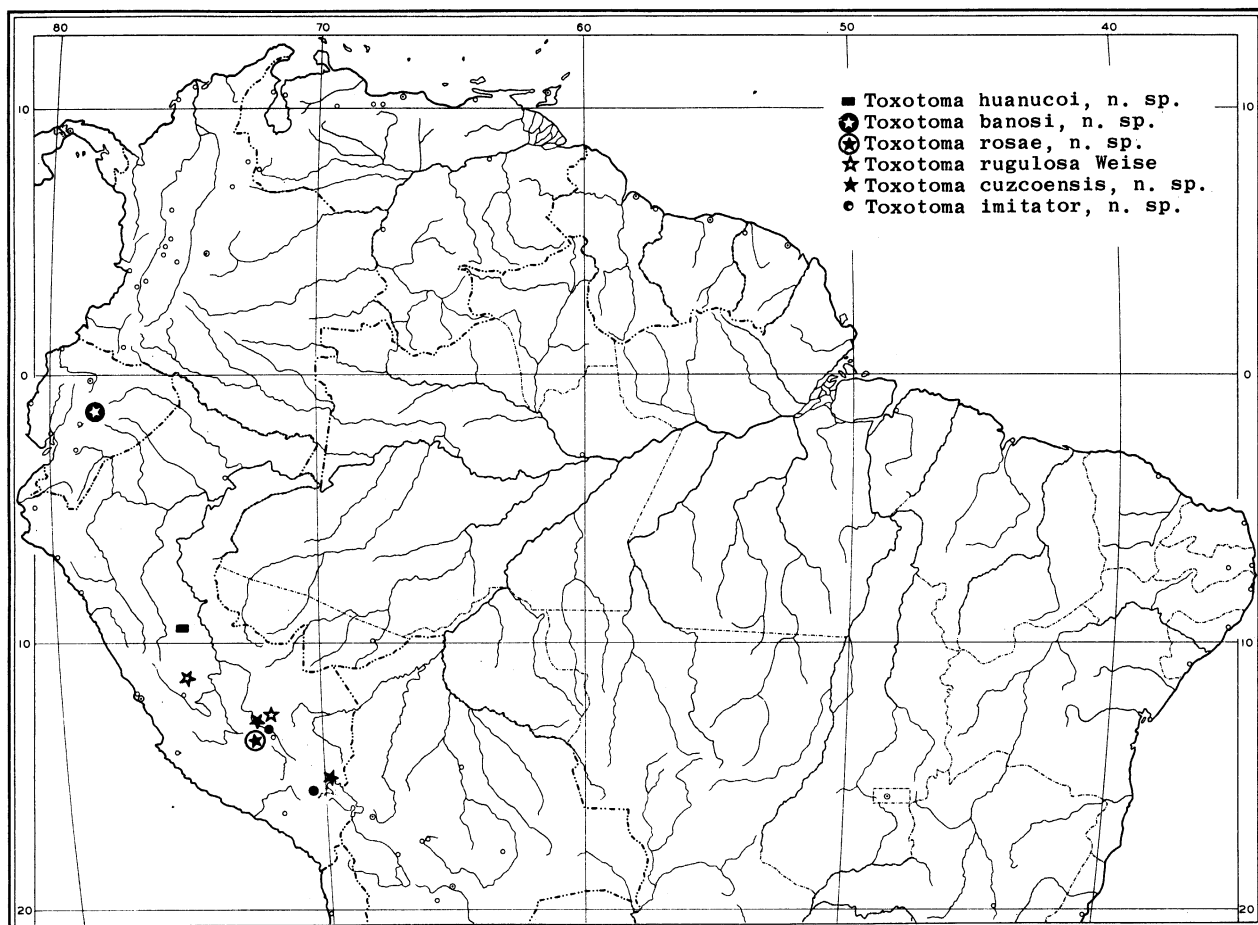 80 70 60 50 40
10 10
■ Toxotoma huanucoi, n. sp.
Toxotoma banosi, n. sp.
Toxotoma rosae, n. sp.
☆ Toxotoma rugulosa Weise
★ Toxotoma cuzcoensis, n. sp.
● Toxotoma imitator, n. sp.
0 0
10 10
20 20